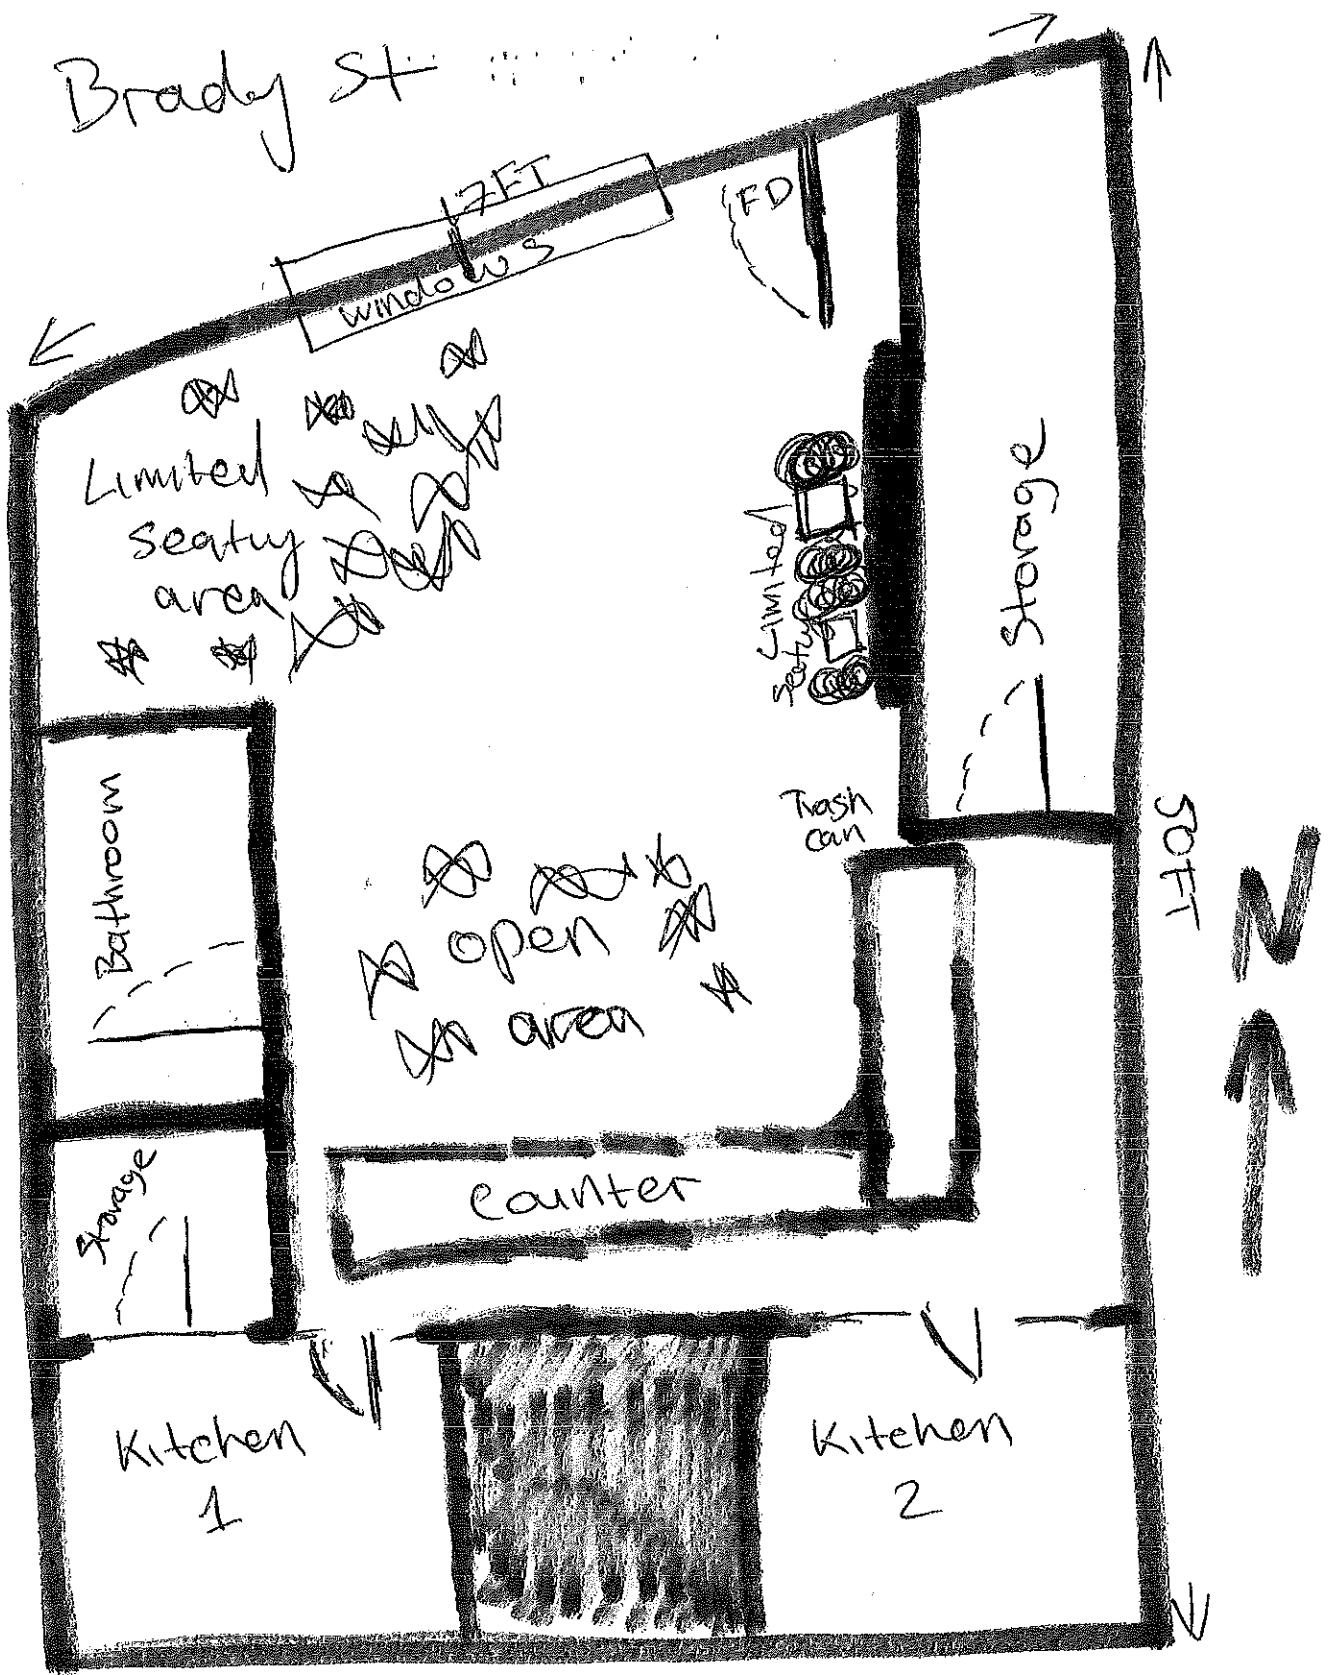 Brady St
17FT
windows
FD
Limited
seating
area
Limited
Seating
Storage
Trash
can
Bathroom
open
area
50FT
N
Storage
Counter
Kitchen
1
Kitchen
2